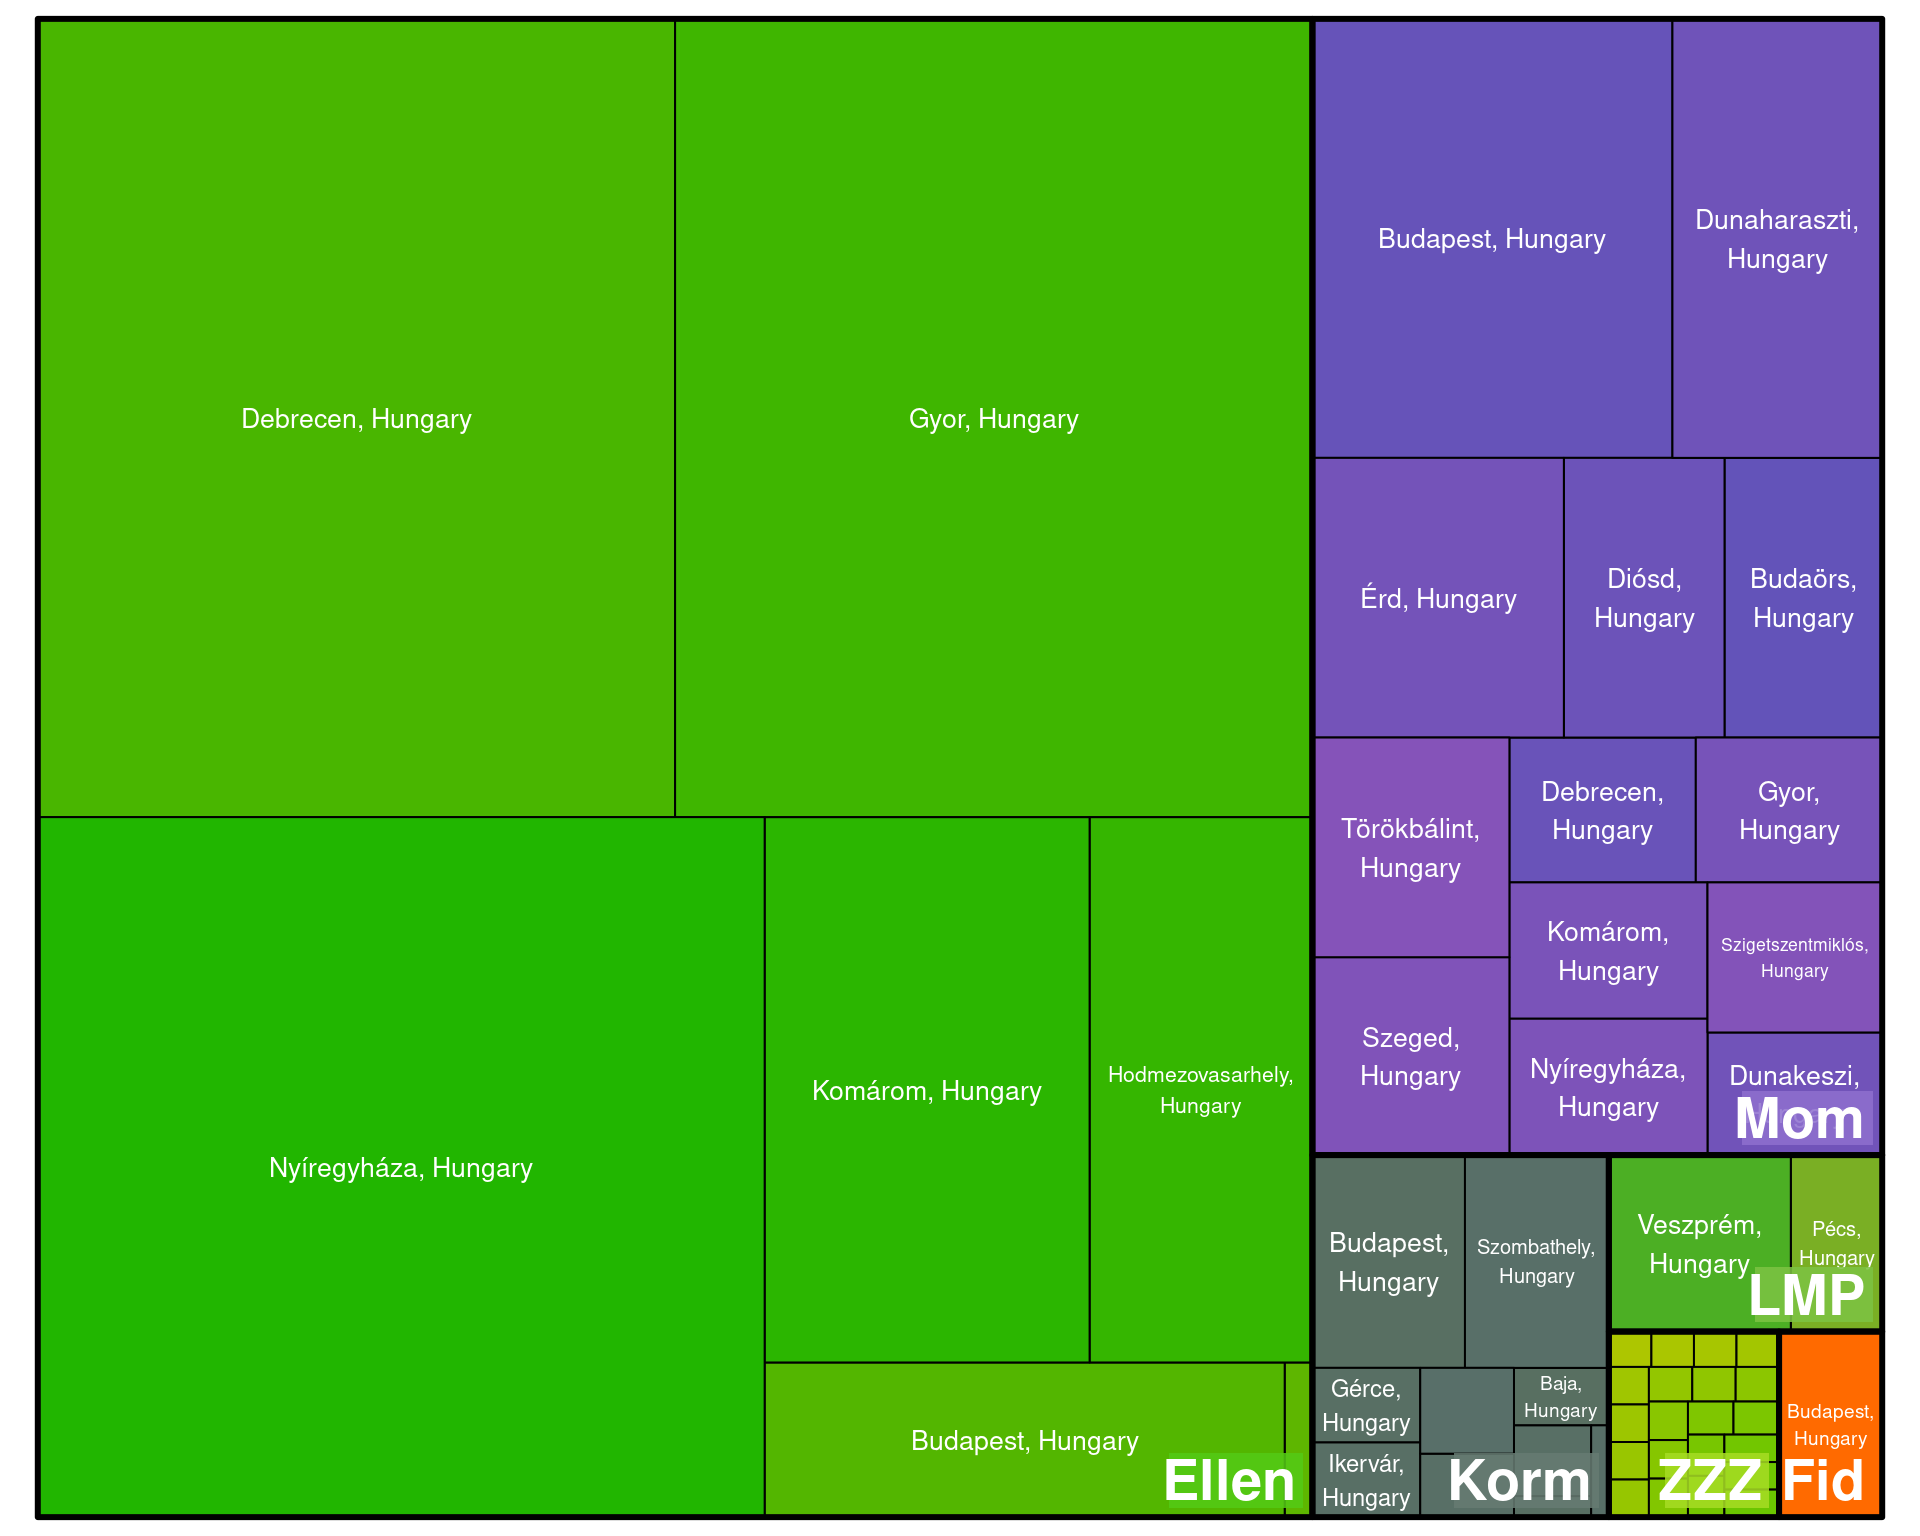 Debrecen, Hungary
Gyor, Hungary
Nyíregyháza, Hungary
Komárom, Hungary
Hodmezovasarhely,
Hungary
Budapest, Hungary
Ellen
Budapest, Hungary
Dunaharaszti,
Hungary
Érd, Hungary
Diósd,
Hungary
Budaörs,
Hungary
Törökbálint,
Hungary
Debrecen,
Hungary
Gyor,
Hungary
Komárom,
Hungary
Szigetszentmiklós,
Hungary
Szeged,
Hungary
Nyíregyháza,
Hungary
Dunakeszi,
Mom
Budapest,
Hungary
Szombathely,
Hungary
Gérce,
Hungary
Baja,
Hungary
Ikervár,
Hungary
Korm
Veszprém,
Hungary
Pécs,
Hungary
LMP
ZZZ
Budapest,
Hungary
Fid